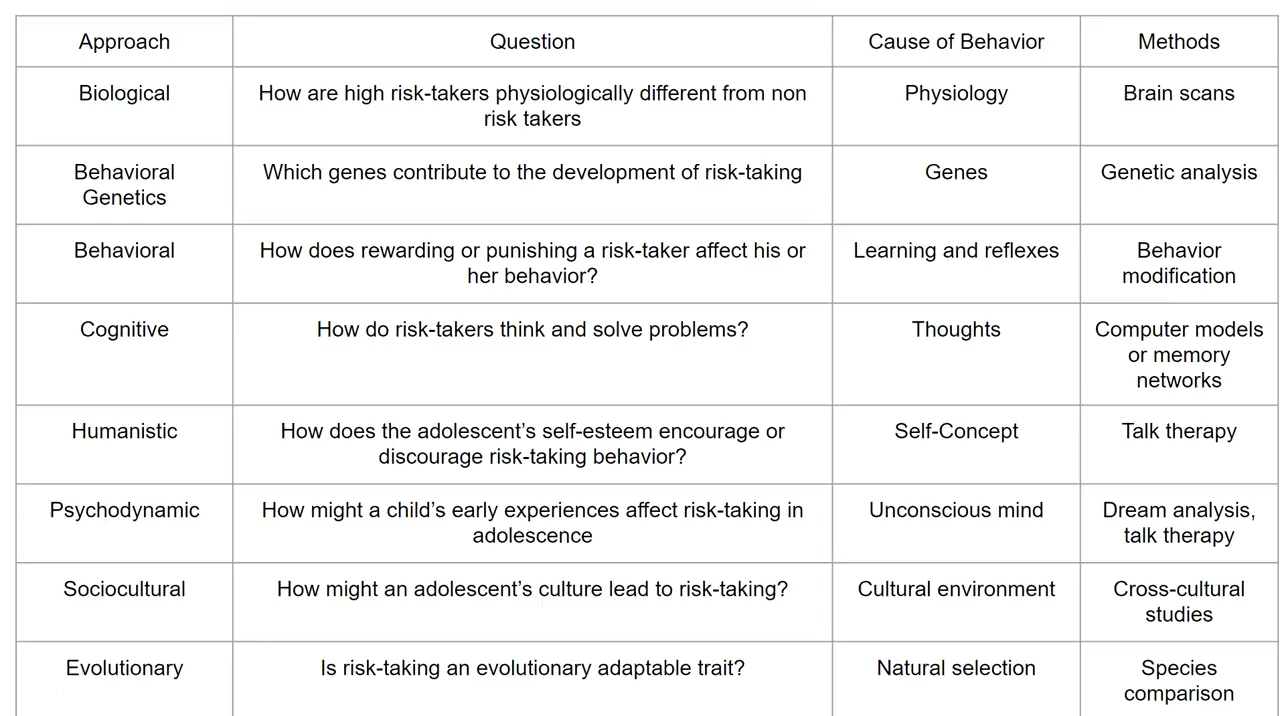 Approach Question Cause of Behavior Methods
Biological How are high risk-takers physiologically different from non Physiology Brain scans
risk takers
Behavioral Which genes contribute to the development of risk-taking Genes Genetic analysis
Genetics
Behavioral How does rewarding or punishing a risk-taker affect his or Learning and reflexes Behavior
her behavior? modification
Cognitive How do risk-takers think and solve problems? Thoughts Computer models
or memory
networks
Humanistic How does the adolescent’s self-esteem encourage or Self-Concept Talk therapy
discourage risk-taking behavior?
Psychodynamic How might a child’s early experiences affect risk-taking in Unconscious mind Dream analysis,
adolescence talk therapy
Sociocultural How might an adolescent’s culture lead to risk-taking? Cultural environment Cross-cultural
studies
Evolutionary Is risk-taking an evolutionary adaptable trait? Natural selection Species
comparison